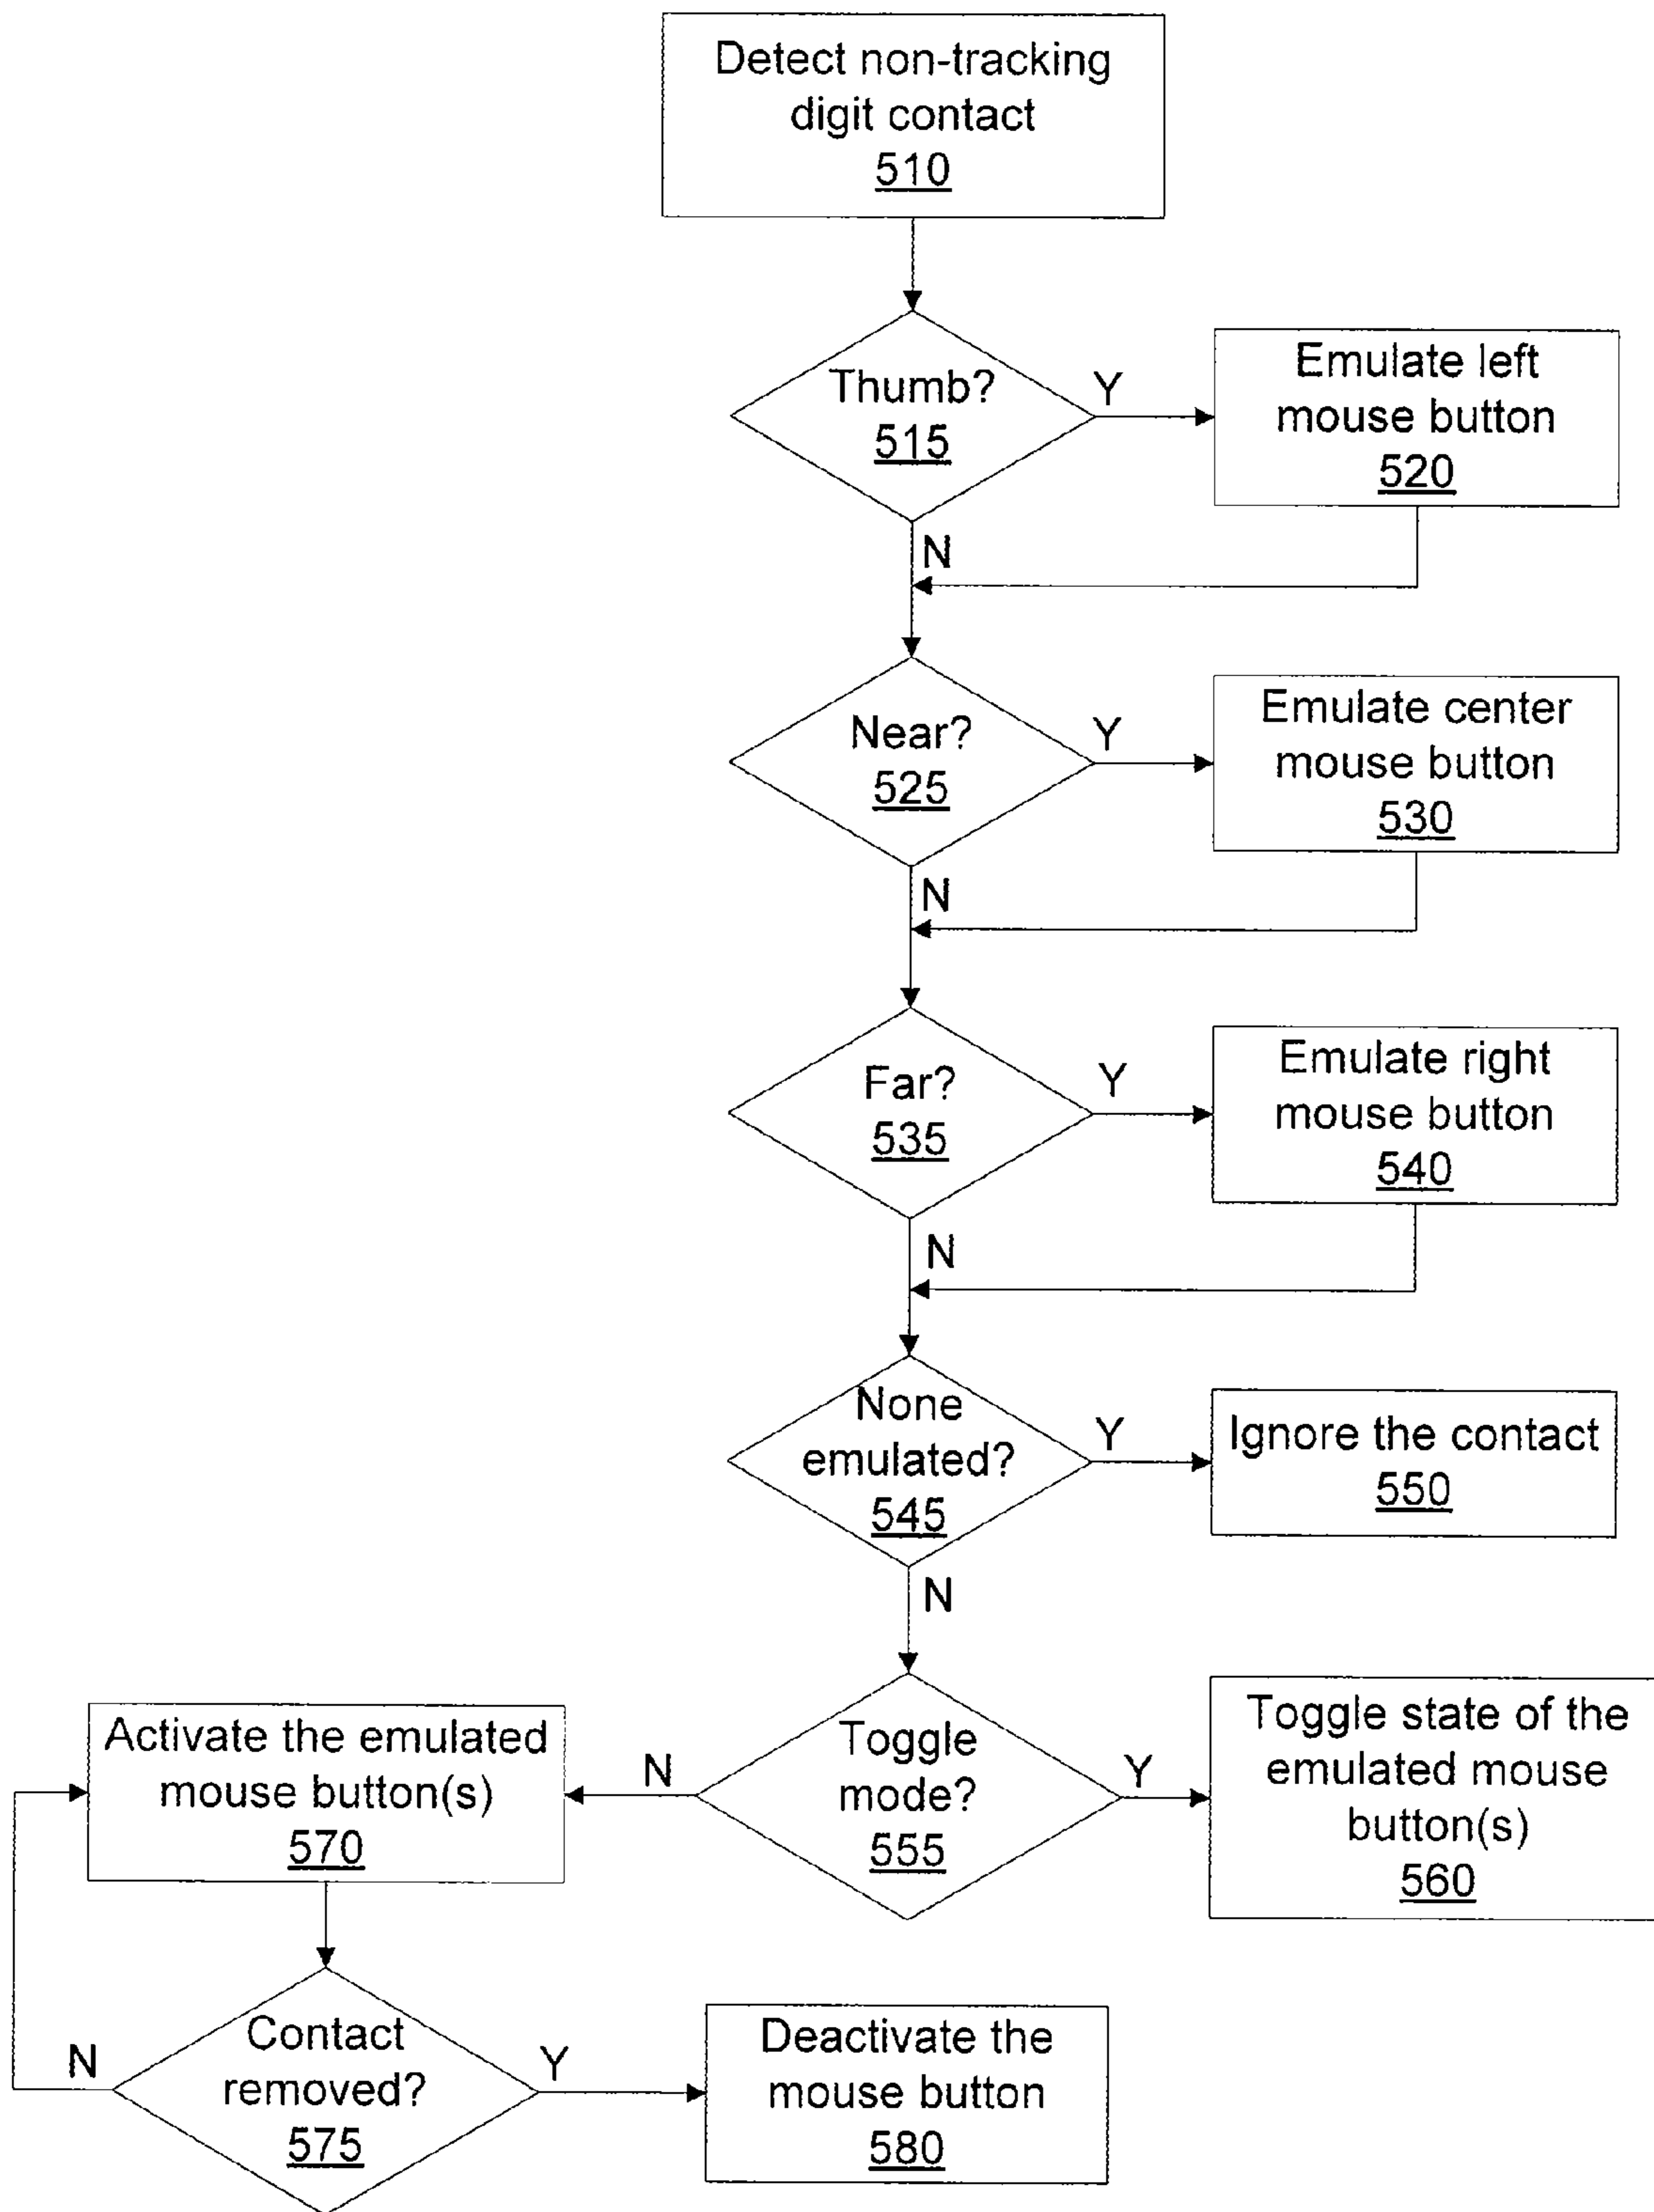 Detect non-tracking
digit contact
510
Thumb?
515
Y
Emulate left
mouse button
520
N
Near?
525
Y
Emulate center
mouse button
530
N
Far?
535
Y
Emulate right
mouse button
540
N
None
emulated?
545
Y
Ignore the contact
550
N
Toggle
mode?
555
Y
Toggle state of the
emulated mouse
button(s)
560
N
Activate the emulated
mouse button(s)
570
Contact
removed?
575
N
Y
Deactivate the
mouse button
580